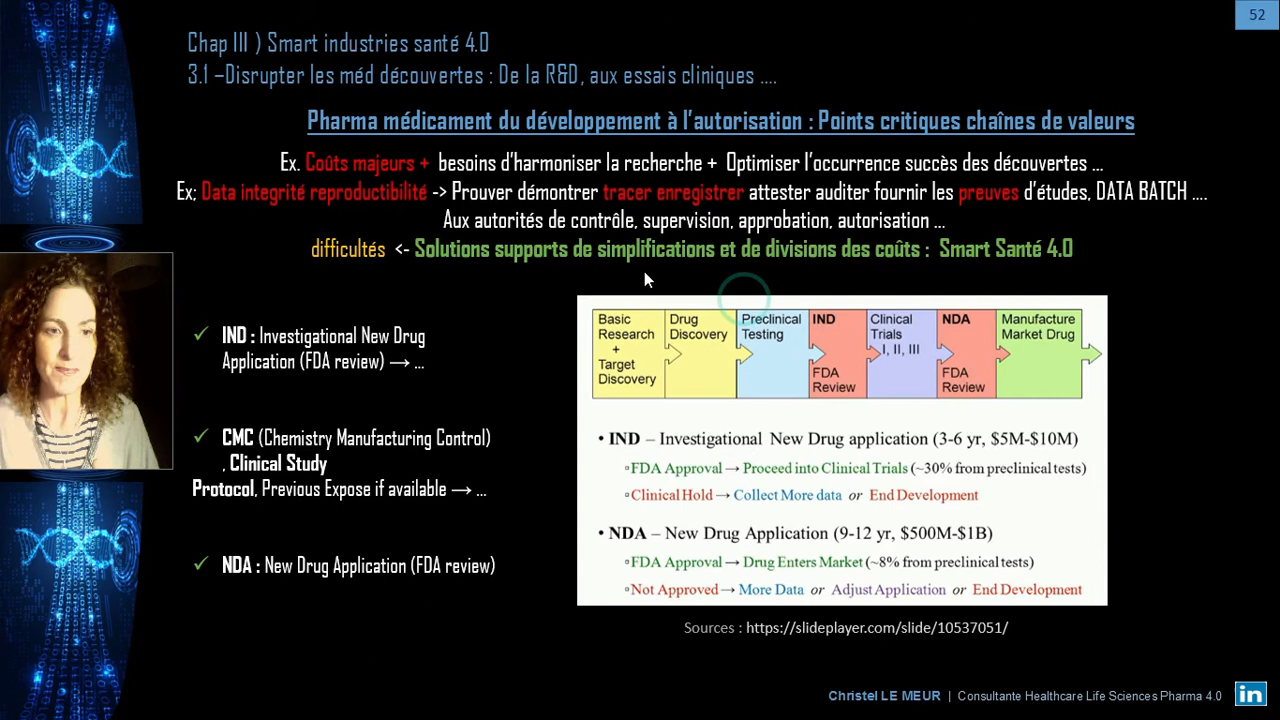 52
Chap III ) Smart industries santé 4.0
3.1 –Disrupter les méd découvertes : De la R&D, aux essais cliniques ....
Pharma médicament du développement à l'autorisation : Points critiques chaînes de valeurs
Ex. Coûts majeurs + besoins d'harmoniser la recherche + Optimiser l'occurrence succès des découvertes ...
Ex; Data integrité reproductibilité -> Prouver démontrer tracer enregistrer attester auditer fournir les preuves d'études, DATA BATCH ....
Aux autorités de contrôle, supervision, approbation, autorisation ...
difficultés <- Solutions supports de simplifications et de divisions des coûts : Smart Santé 4.0
✓ IND : Investigational New Drug
Application (FDA review) → ...
✓ CMC (Chemistry Manufacturing Control)
, Clinical Study
Protocol, Previous Expose if available → ...
✓ NDA : New Drug Application (FDA review)
Basic
Research
+
Target
Discovery
Drug
Discovery
Preclinical
Testing
IND
FDA
Review
Clinical
Trials
I, II, III
NDA
FDA
Review
Manufacture
Market Drug
• IND – Investigational New Drug application (3-6 yr, $5M-$10M)
▫FDA Approval → Proceed into Clinical Trials (~30% from preclinical tests)
▫Clinical Hold → Collect More data or End Development
• NDA – New Drug Application (9-12 yr, $500M-$1B)
▫FDA Approval → Drug Enters Market (~8% from preclinical tests)
▫Not Approved → More Data or Adjust Application or End Development
Sources : https://slideplayer.com/slide/10537051/
Christel LE MEUR | Consultante Healthcare Life Sciences Pharma 4.0
in